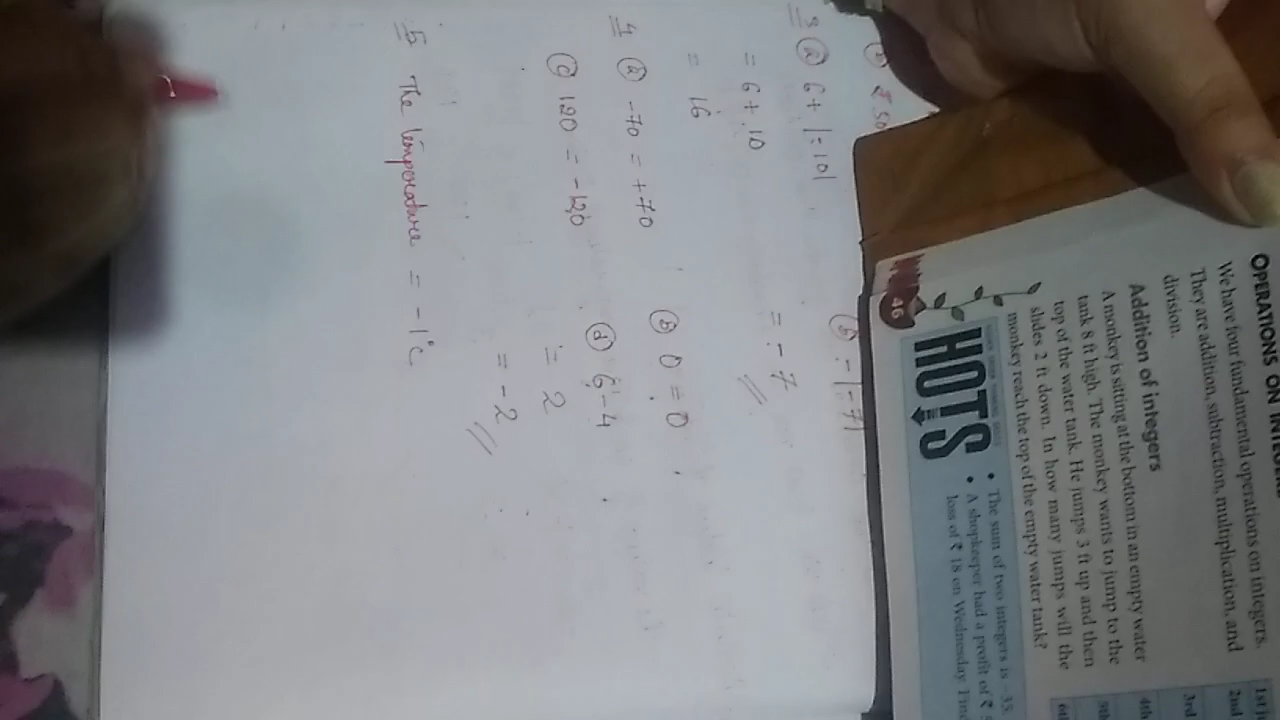 3 (a) 6 + |-10|
= 6 + 10
= 16
(b) - |-7|
= -7
4 (a) -70 = +70
(b) 0 = 0
(c) 120 = -120
(d) 6-4
= 2
= -2
5 The temperature = -1°c
We have four fundamental operations on integers.
They are addition, subtraction, multiplication, and
division.
Addition of integers
A monkey is sitting at the bottom in an empty water
tank 8 ft high. The monkey wants to jump to the
top of the water tank. He jumps 3 ft up and then
slides 2 ft down. In how many jumps will the
monkey reach the top of the empty water tank?
HOTS
• The sum of two integers is -35.
• A shopkeeper had a profit of ₹
loss of ₹ 18 on Wednesday.
46
2nd
3rd
4th